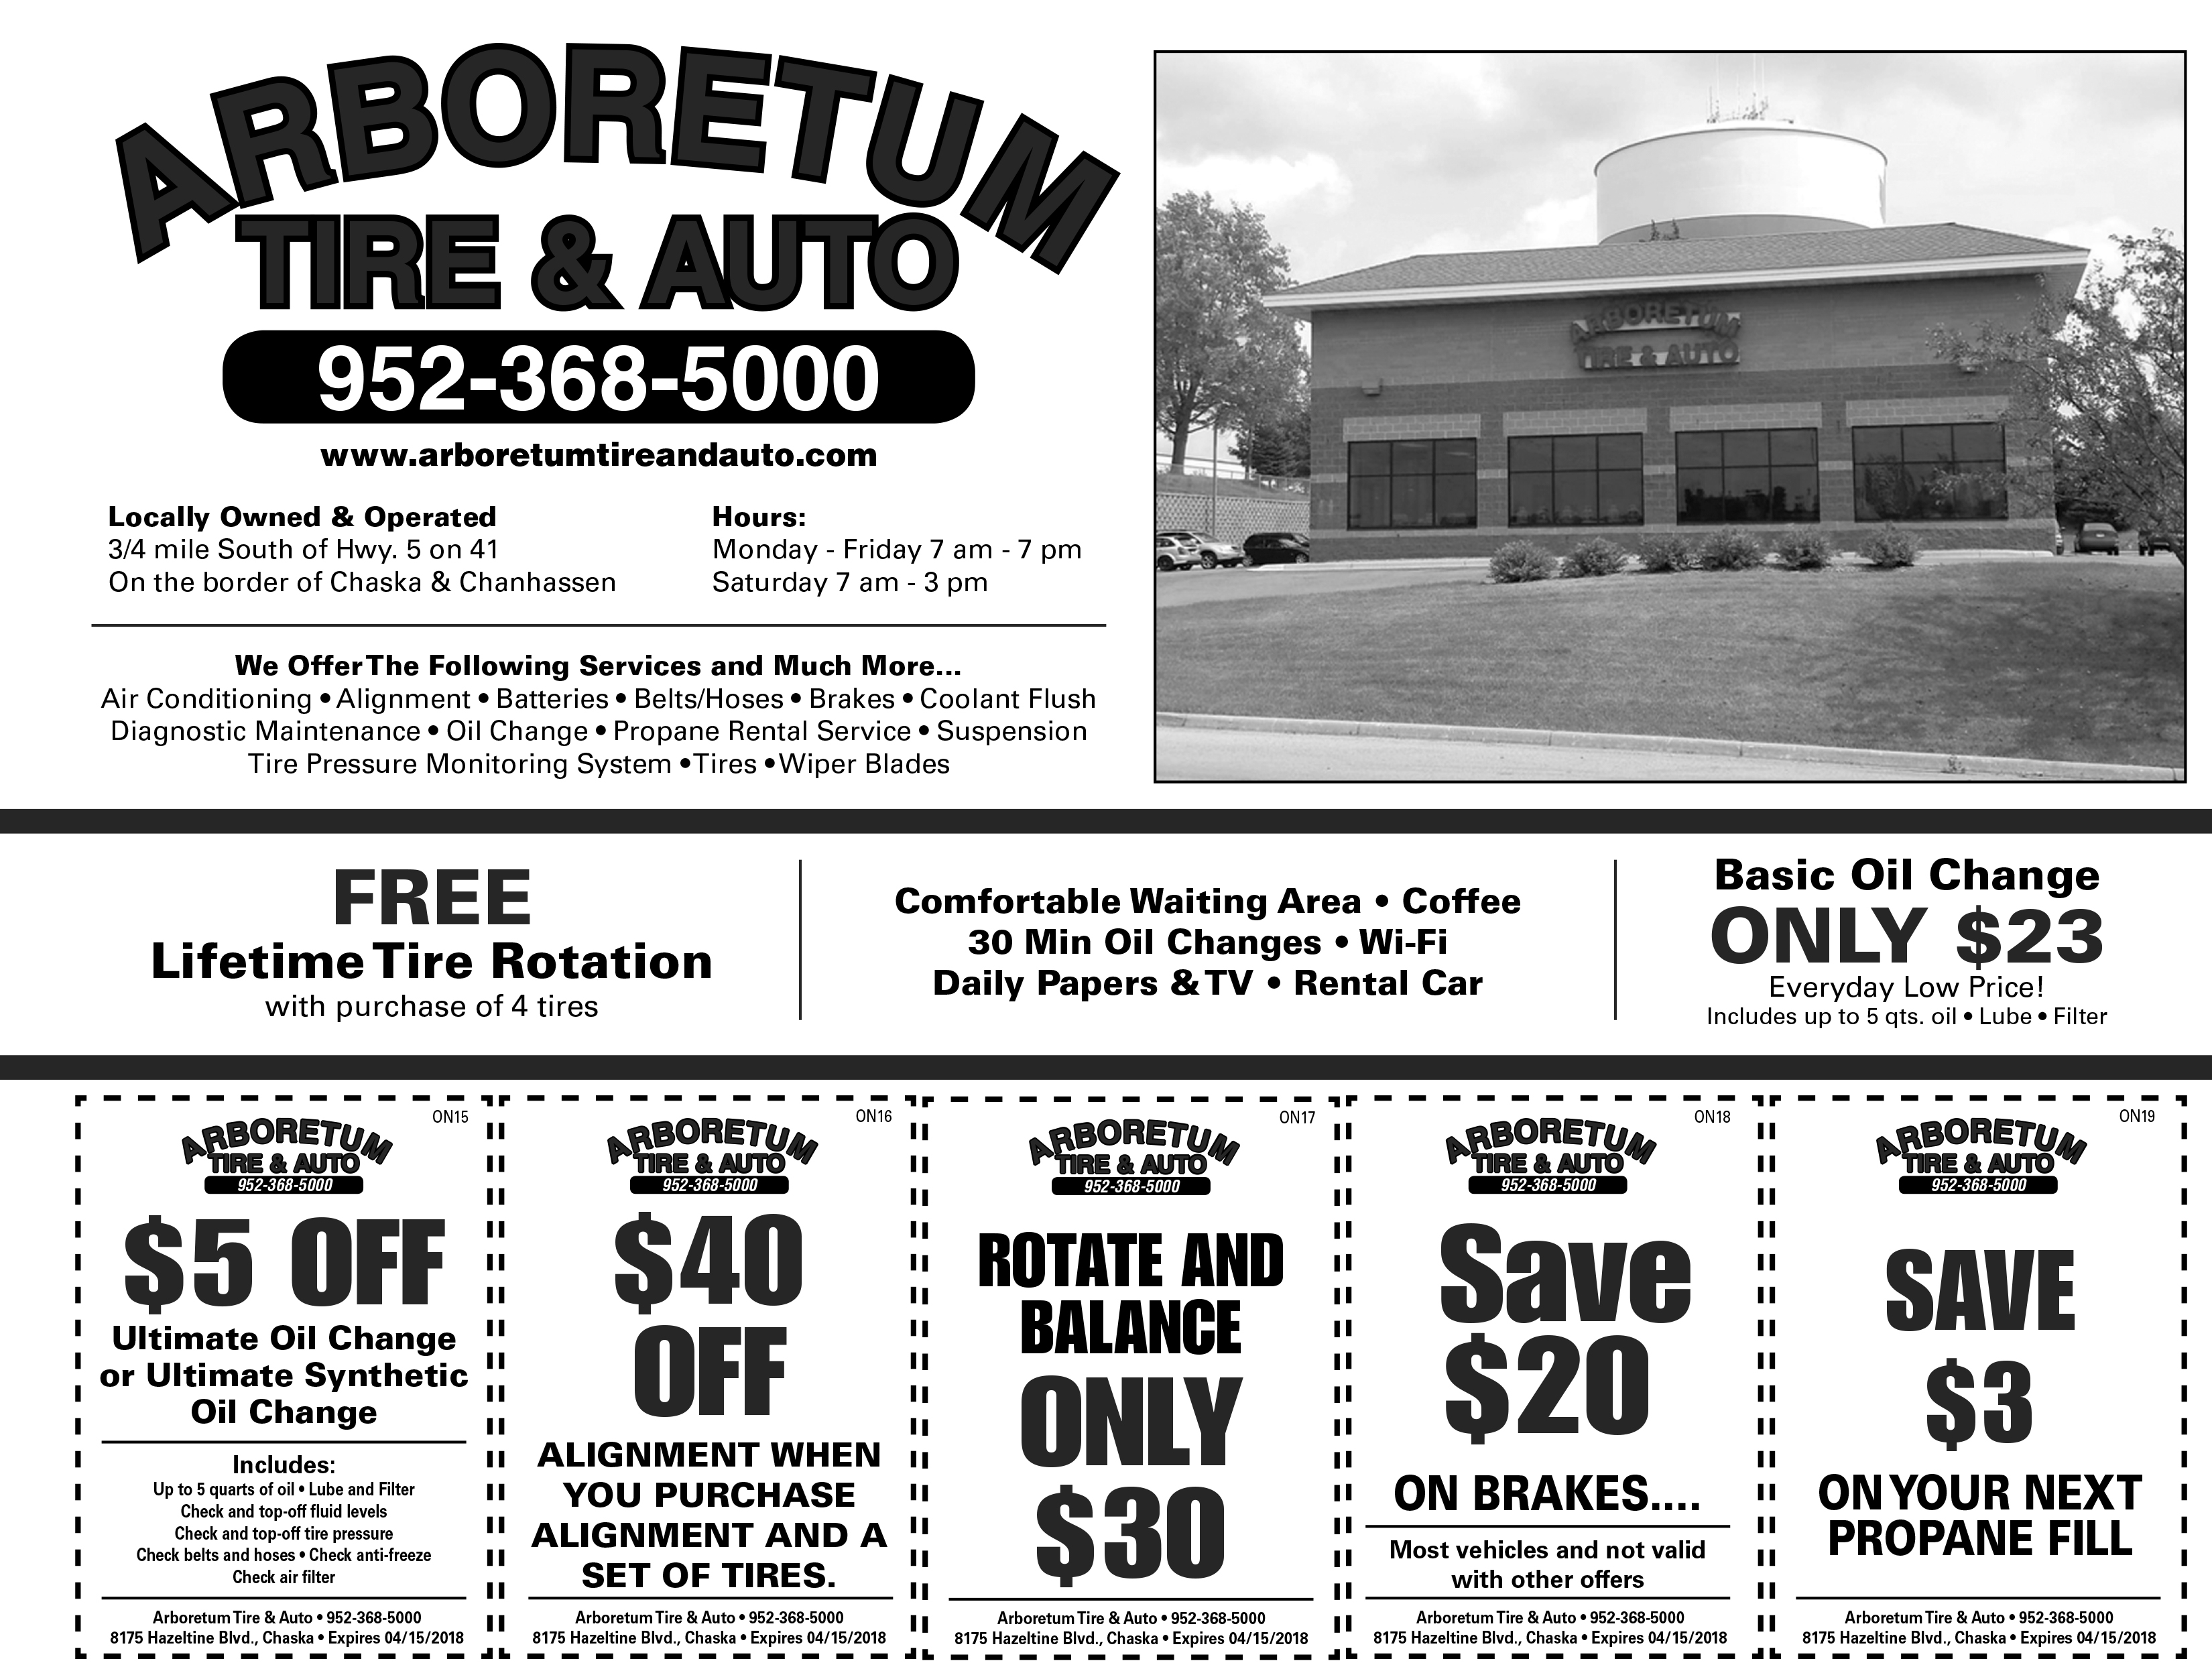 ARBORETUM
TIRE & AUTO
952-368-5000
www.arboretumtireandauto.com
Locally Owned & Operated
3/4 mile South of Hwy. 5 on 41
On the border of Chaska & Chanhassen
Hours:
Monday - Friday 7 am - 7 pm
Saturday 7 am - 3 pm
We Offer The Following Services and Much More...
Air Conditioning • Alignment • Batteries • Belts/Hoses • Brakes • Coolant Flush
Diagnostic Maintenance • Oil Change • Propane Rental Service • Suspension
Tire Pressure Monitoring System • Tires • Wiper Blades
ARBORETUM
TIRE & AUTO
FREE
Lifetime Tire Rotation
with purchase of 4 tires
Comfortable Waiting Area • Coffee
30 Min Oil Changes • Wi-Fi
Daily Papers & TV • Rental Car
Basic Oil Change
ONLY $23
Everyday Low Price!
Includes up to 5 qts. oil • Lube • Filter
ON15
ARBORETUM
TIRE & AUTO
952-368-5000
$5 OFF
Ultimate Oil Change
or Ultimate Synthetic
Oil Change
Includes:
Up to 5 quarts of oil • Lube and Filter
Check and top-off fluid levels
Check and top-off tire pressure
Check belts and hoses • Check anti-freeze
Check air filter
Arboretum Tire & Auto • 952-368-5000
8175 Hazeltine Blvd., Chaska • Expires 04/15/2018
ON16
ARBORETUM
TIRE & AUTO
952-368-5000
$40
OFF
ALIGNMENT WHEN
YOU PURCHASE
ALIGNMENT AND A
SET OF TIRES.
Arboretum Tire & Auto • 952-368-5000
8175 Hazeltine Blvd., Chaska • Expires 04/15/2018
ON17
ARBORETUM
TIRE & AUTO
952-368-5000
ROTATE AND
BALANCE
ONLY
$30
Arboretum Tire & Auto • 952-368-5000
8175 Hazeltine Blvd., Chaska • Expires 04/15/2018
ON18
ARBORETUM
TIRE & AUTO
952-368-5000
Save
$20
ON BRAKES....
Most vehicles and not valid
with other offers
Arboretum Tire & Auto • 952-368-5000
8175 Hazeltine Blvd., Chaska • Expires 04/15/2018
ON19
ARBORETUM
TIRE & AUTO
952-368-5000
SAVE
$3
ON YOUR NEXT
PROPANE FILL
Arboretum Tire & Auto • 952-368-5000
8175 Hazeltine Blvd., Chaska • Expires 04/15/2018